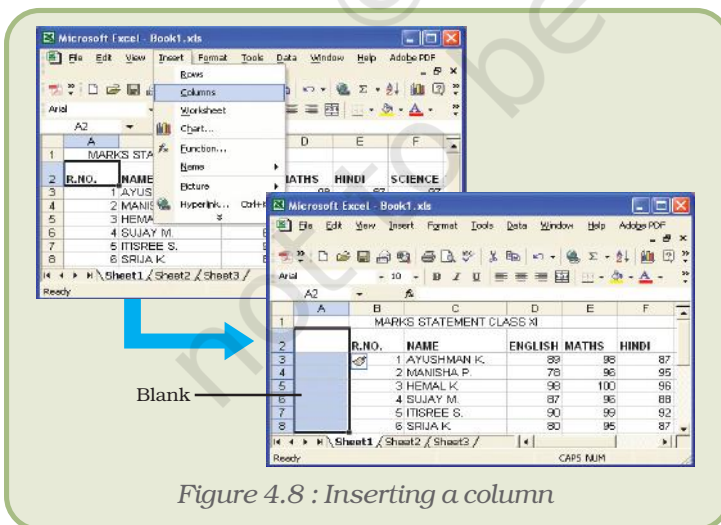 Microsoft Excel - Book1.xls
File Edit View Insert Format Tools Data Window Help Adobe PDF
Rows
Columns
Worksheet
Chart...
Function...
Name
Picture
Hyperlink...
Arial
A2
A D E F
1 MARKS STA
2 R.NO. NAME MATHS HINDI SCIENCE
3 1 AYUS
4 2 MANIS
5 3 HEMA
6 4 SUJAY M.
7 5 ITISREE S.
8 6 SRIJA K
Sheet1 Sheet2 Sheet3
Ready
Microsoft Excel - Book1.xls
File Edit View Insert Format Tools Data Window Help Adobe PDF
Arial 10 B I U
A2 fx
A B C D E F
1 MARKS STATEMENT CLASS XI
2 R.NO. NAME ENGLISH MATHS HINDI
3 1 AYUSHMAN K. 89 98 87
4 2 MANISHA P. 78 96 95
5 3 HEMAL K 98 100 96
6 4 SUJAY M. 87 96 88
7 5 ITISREE S. 90 99 92
8 6 SRIJA K. 80 95 87
Sheet1 Sheet2 Sheet3
Ready CAPS NUM
Blank
Figure 4.8 : Inserting a column
not to be